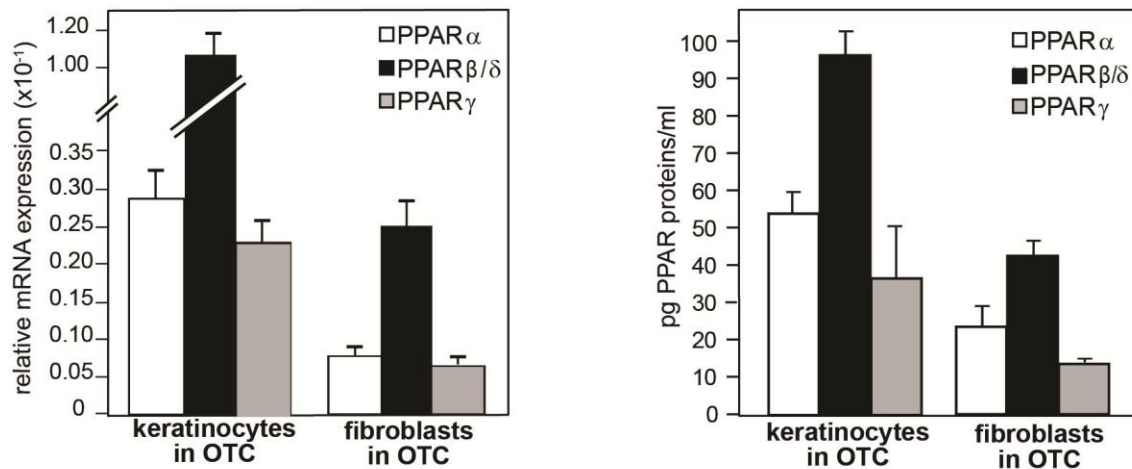 relative mRNA expression (x10⁻¹)
1.20
1.00
0.35
0.30
0.25
0.20
0.15
0.10
0.05
0
PPARα
PPARβ/δ
PPARγ
keratinocytes
in OTC
fibroblasts
in OTC
pg PPAR proteins/ml
100
90
80
70
60
50
40
30
20
10
0
PPARα
PPARβ/δ
PPARγ
keratinocytes
in OTC
fibroblasts
in OTC